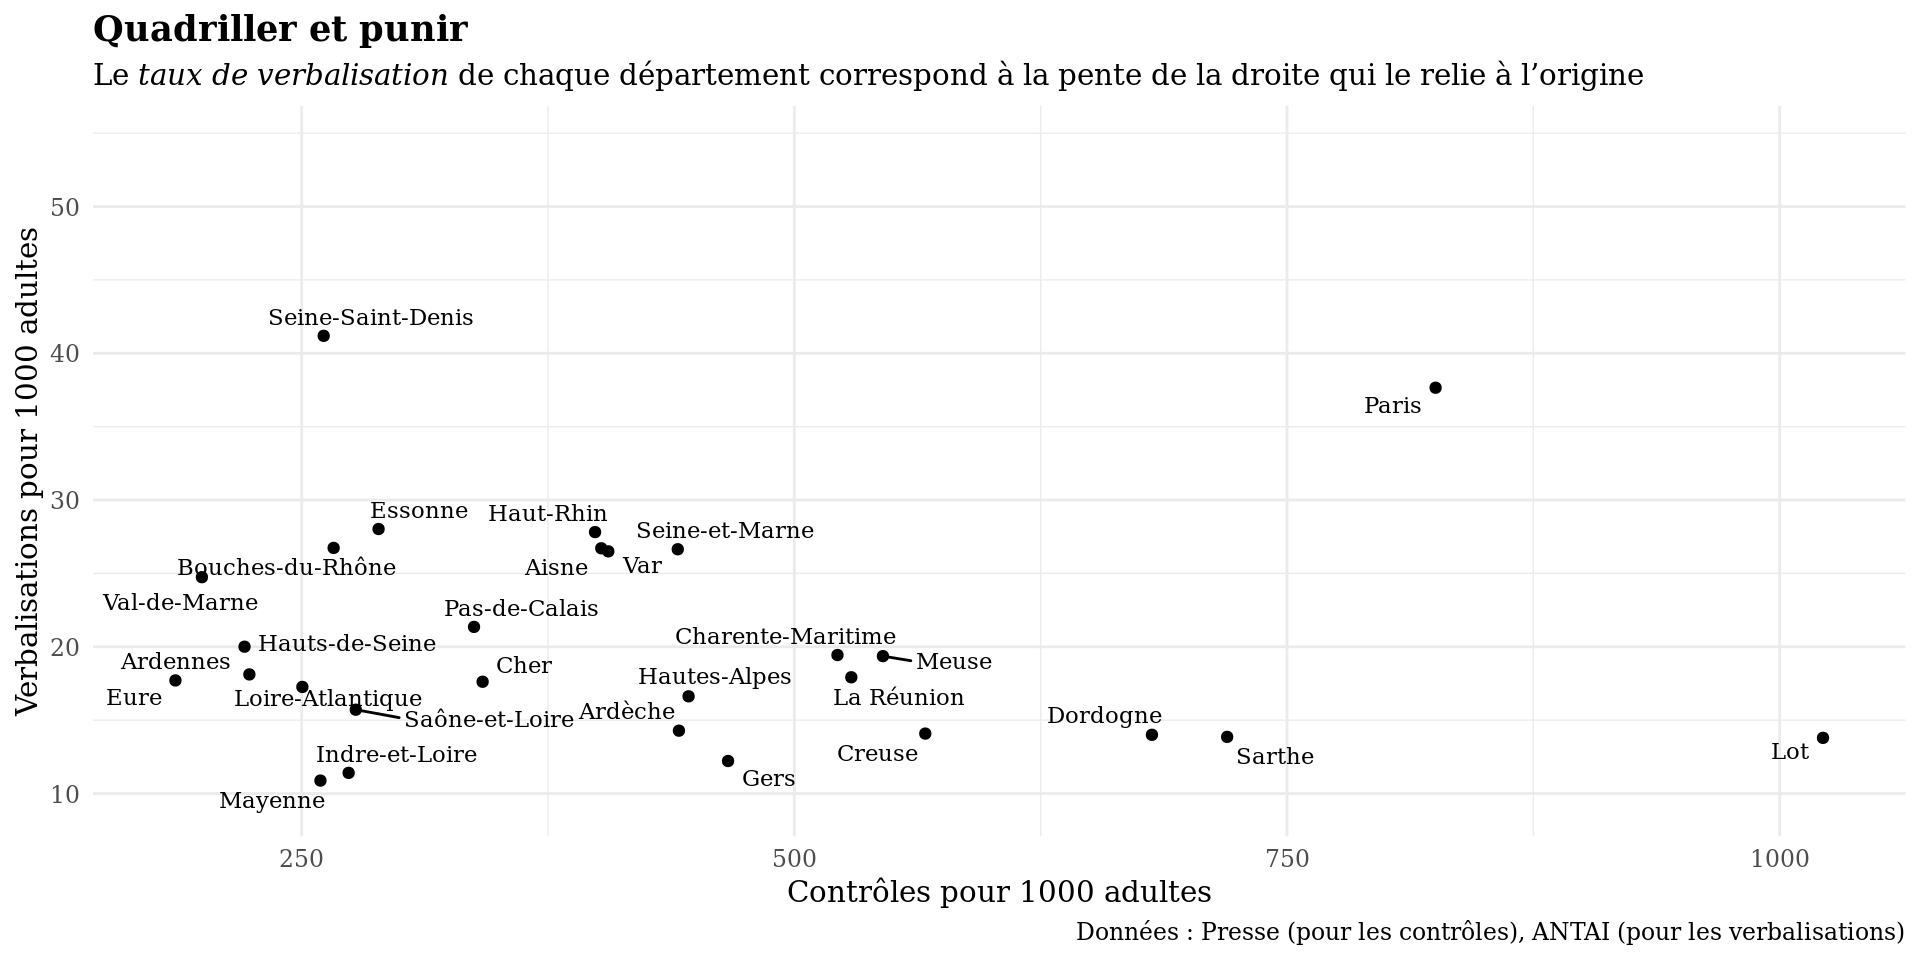 Quadriller et punir
Le taux de verbalisation de chaque département correspond à la pente de la droite qui le relie à l’origine
Verbalisations pour 1000 adultes
50
40
30
20
10
Seine-Saint-Denis
Paris
Essonne
Haut-Rhin
Seine-et-Marne
Bouches-du-Rhône
Aisne
Var
Val-de-Marne
Pas-de-Calais
Charente-Maritime
Hauts-de-Seine
Ardennes
Cher
Meuse
Hautes-Alpes
Eure
Loire-Atlantique
La Réunion
Saône-et-Loire
Ardèche
Dordogne
Indre-et-Loire
Creuse
Sarthe
Lot
Gers
Mayenne
250
500
750
1000
Contrôles pour 1000 adultes
Données : Presse (pour les contrôles), ANTAI (pour les verbalisations)